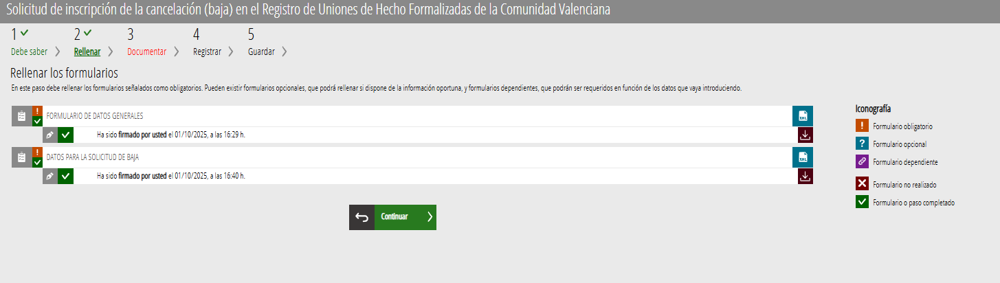 Solicitud de inscripción de la cancelación (baja) en el Registro de Uniones de Hecho Formalizadas de la Comunidad Valenciana
1 2 3 4 5
Debe saber Rellenar Documentar Registrar Guardar
Rellenar los formularios
En este paso debe rellenar los formularios señalados como obligatorios. Pueden existir formularios opcionales, que podrá rellenar si dispone de la información oportuna, y formularios dependientes, que podrán ser requeridos en función de los datos que vaya introduciendo.
! FORMULARIO DE DATOS GENERALES XML
Ha sido firmado por usted el 01/10/2025, a las 16:29 h.
! DATOS PARA LA SOLICITUD DE BAJA XML
Ha sido firmado por usted el 01/10/2025, a las 16:40 h.
Continuar
Iconografía
! Formulario obligatorio
? Formulario opcional
Formulario dependiente
Formulario no realizado
Formulario o paso completado